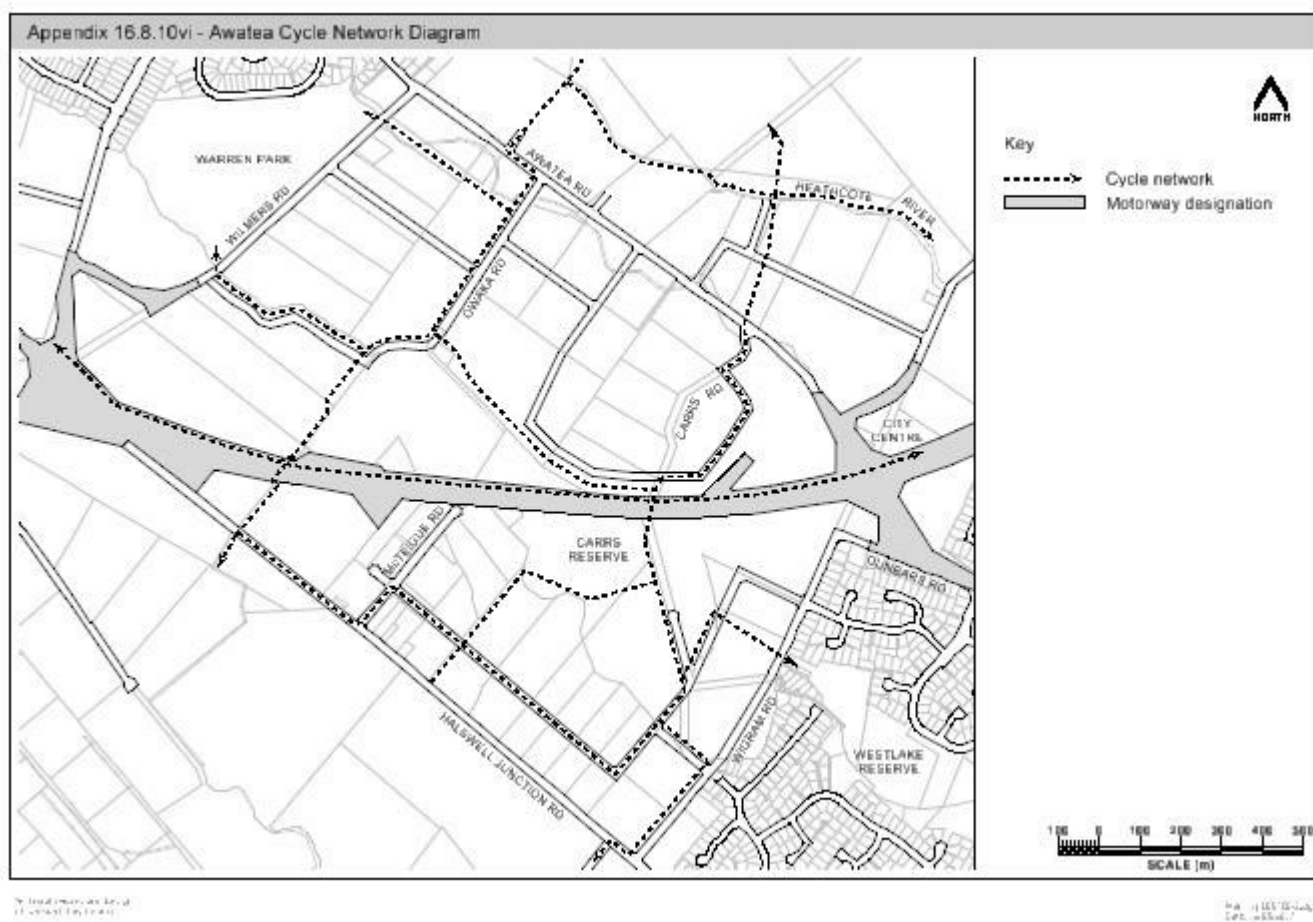 Appendix 16.8.10vi - Awatea Cycle Network Diagram
NORTH
Key
Cycle network
Motorway designation
WARREN PARK
WILMERS RD
AWATEA RD
HEATHCOTE RIVER
OWAKA RD
CARRS RD
CITY
CENTRE
McTEIGUE RD
CARRS
RESERVE
DUNBARS RD
HALSWELL JUNCTION RD
WIGRAM RD
WESTLAKE
RESERVE
100 0 100 200 300 400 500
SCALE (m)